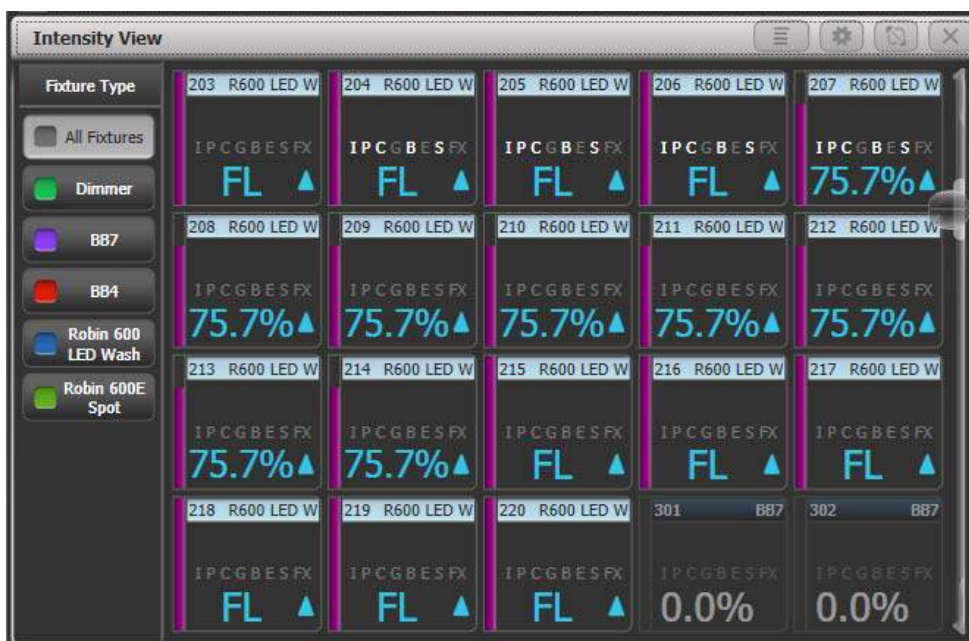 Intensity View
Fixture Type
All Fixtures
Dimmer
BB7
BB4
Robin 600
LED Wash
Robin 600E
Spot
203 R600 LED W 204 R600 LED W 205 R600 LED W 206 R600 LED W 207 R600 LED W
IPCGBESFX IPCGBESFX IPCGBESFX IPCGBESFX IPCGBESFX
FL FL FL FL 75.7%
208 R600 LED W 209 R600 LED W 210 R600 LED W 211 R600 LED W 212 R600 LED W
IPCGBESFX IPCGBESFX IPCGBESFX IPCGBESFX IPCGBESFX
75.7% 75.7% 75.7% 75.7% 75.7%
213 R600 LED W 214 R600 LED W 215 R600 LED W 216 R600 LED W 217 R600 LED W
IPCGBESFX IPCGBESFX IPCGBESFX IPCGBESFX IPCGBESFX
75.7% 75.7% FL FL FL
218 R600 LED W 219 R600 LED W 220 R600 LED W 301 BB7 302 BB7
IPCGBESFX IPCGBESFX IPCGBESFX IPCGBESFX IPCGBESFX
FL FL FL 0.0% 0.0%